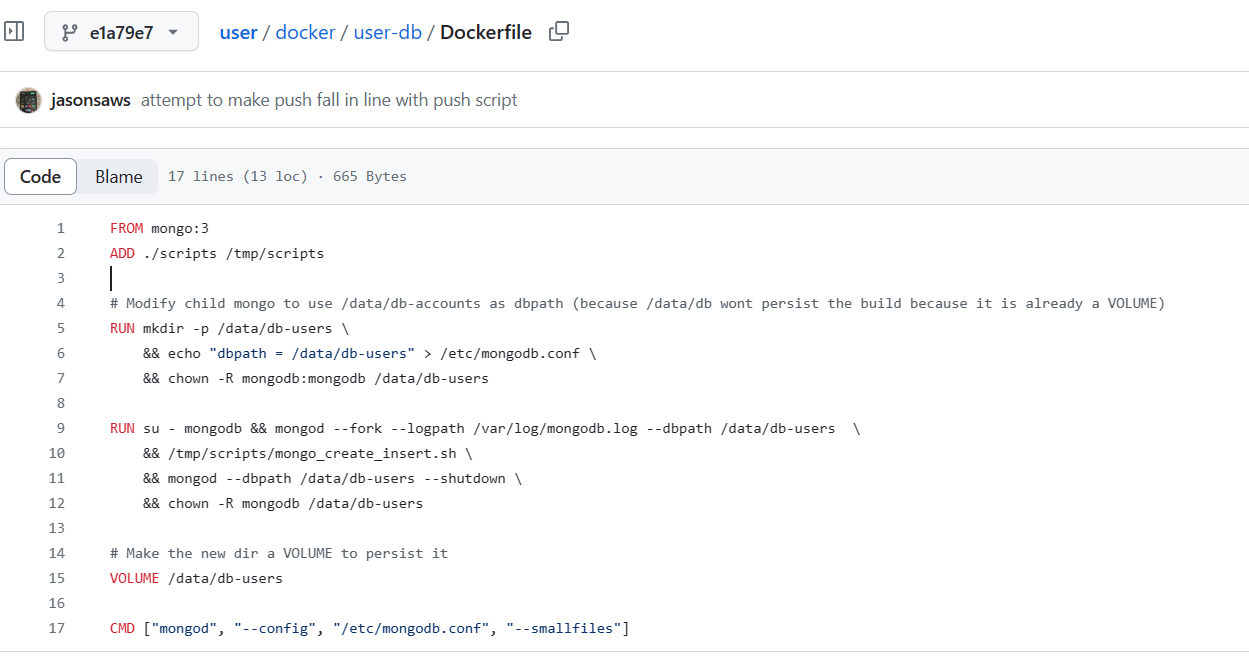 e1a79e7 user / docker / user-db / Dockerfile
jasonsaws attempt to make push fall in line with push script
Code Blame 17 lines (13 loc) · 665 Bytes
1 FROM mongo:3
2 ADD ./scripts /tmp/scripts
3
4 # Modify child mongo to use /data/db-accounts as dbpath (because /data/db wont persist the build because it is already a VOLUME)
5 RUN mkdir -p /data/db-users \
6 && echo "dbpath = /data/db-users" > /etc/mongodb.conf \
7 && chown -R mongodb:mongodb /data/db-users
8
9 RUN su - mongodb && mongod --fork --logpath /var/log/mongodb.log --dbpath /data/db-users  \
10 && /tmp/scripts/mongo_create_insert.sh \
11 && mongod --dbpath /data/db-users --shutdown \
12 && chown -R mongodb /data/db-users
13
14 # Make the new dir a VOLUME to persist it
15 VOLUME /data/db-users
16
17 CMD ["mongod", "--config", "/etc/mongodb.conf", "--smallfiles"]